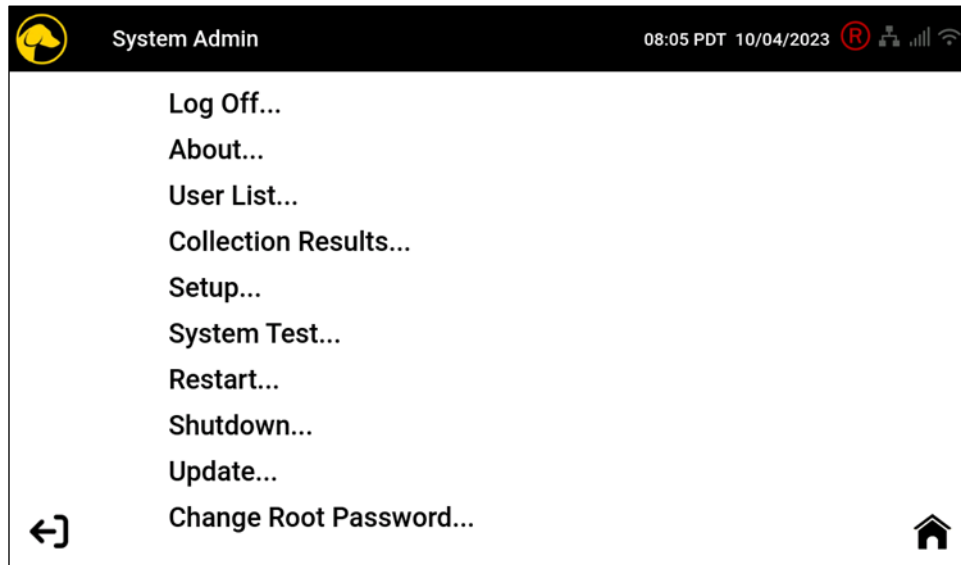 System Admin 08:05 PDT 10/04/2023 R
Log Off...
About...
User List...
Collection Results...
Setup...
System Test...
Restart...
Shutdown...
Update...
Change Root Password...